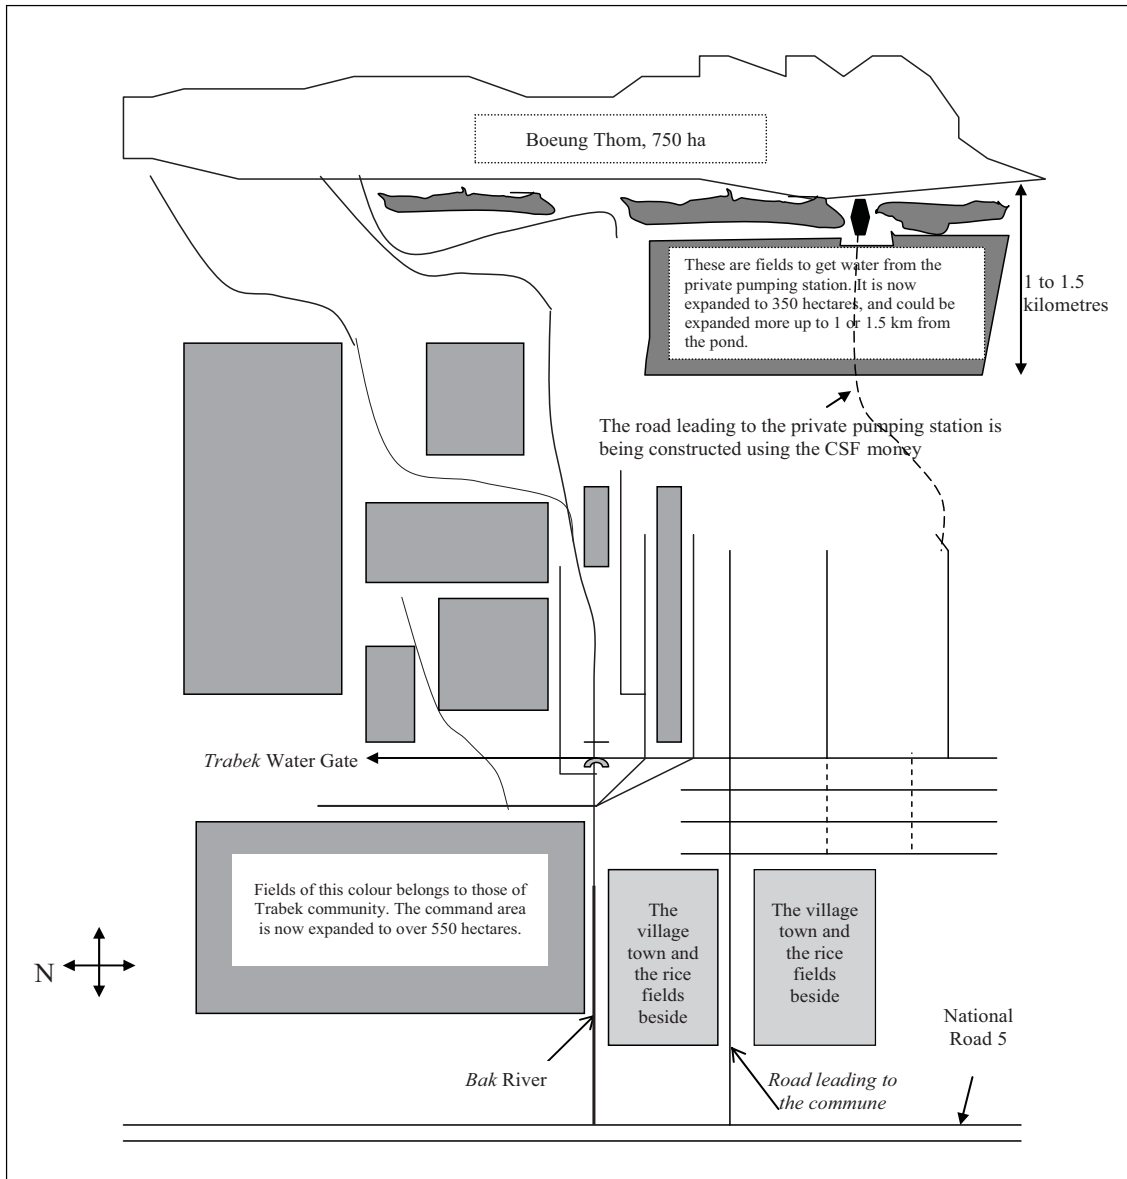 Boeung Thom, 750 ha
These are fields to get water from the
private pumping station. It is now
expanded to 350 hectares, and could be
expanded more up to 1 or 1.5 km from
the pond.
1 to 1.5
kilometres
The road leading to the private pumping station is
being constructed using the CSF money
Trabek Water Gate
Fields of this colour belongs to those of
Trabek community. The command area
is now expanded to over 550 hectares.
The
village
town and
the rice
fields
beside
The village
town and
the rice
fields
beside
N
National
Road 5
Bak River
Road leading to
the commune